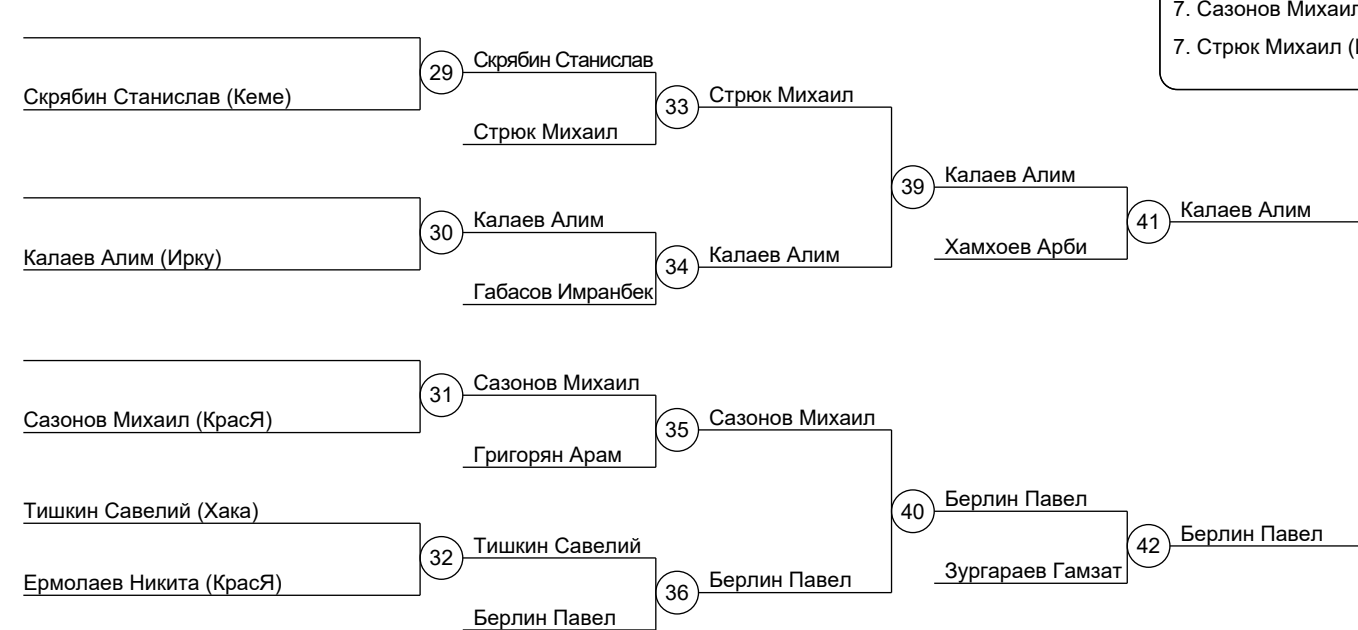 7. Сазонов Михаил
7. Стрюк Михаил (
Скрябин Станислав (Кеме)
29
Скрябин Станислав
Стрюк Михаил
33
Стрюк Михаил
Калаев Алим (Ирку)
30
Калаев Алим
Габасов Имранбек
34
Калаев Алим
39
Калаев Алим
Хамхоев Арби
41
Калаев Алим
Сазонов Михаил (КрасЯ)
31
Сазонов Михаил
Григорян Арам
35
Сазонов Михаил
Тишкин Савелий (Хака)
Ермолаев Никита (КрасЯ)
32
Тишкин Савелий
Берлин Павел
36
Берлин Павел
40
Берлин Павел
Зургараев Гамзат
42
Берлин Павел